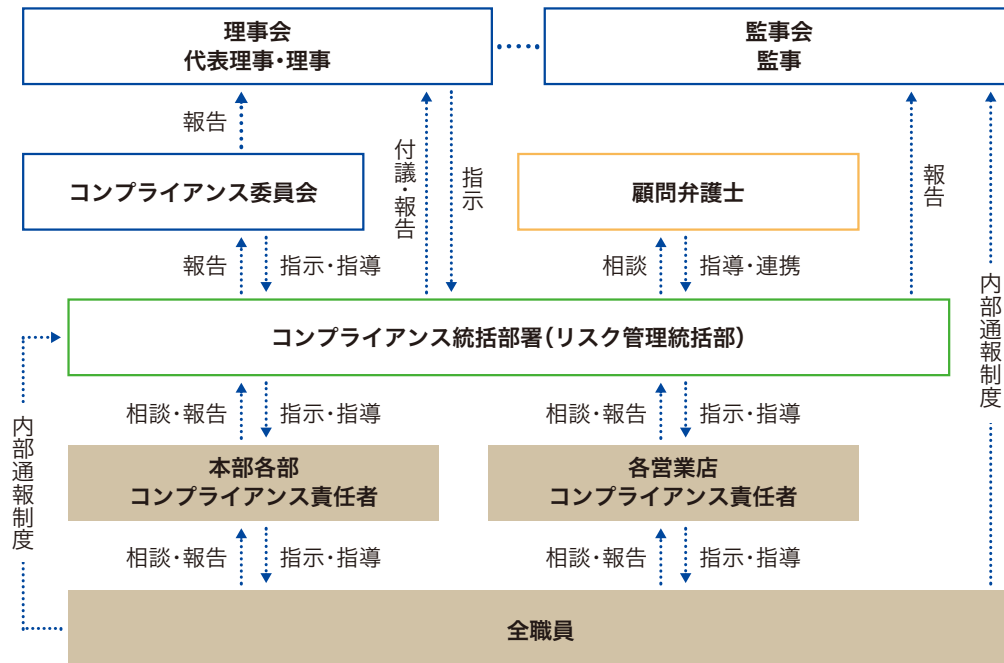 理事会
代表理事・理事
監事会
監事
報告
付議・報告
指示
報告
内部通報制度
コンプライアンス委員会
顧問弁護士
報告
指示・指導
相談
指導・連携
コンプライアンス統括部署（リスク管理統括部）
内部通報制度
相談・報告
指示・指導
相談・報告
指示・指導
本部各部
コンプライアンス責任者
各営業店
コンプライアンス責任者
相談・報告
指示・指導
相談・報告
指示・指導
全職員